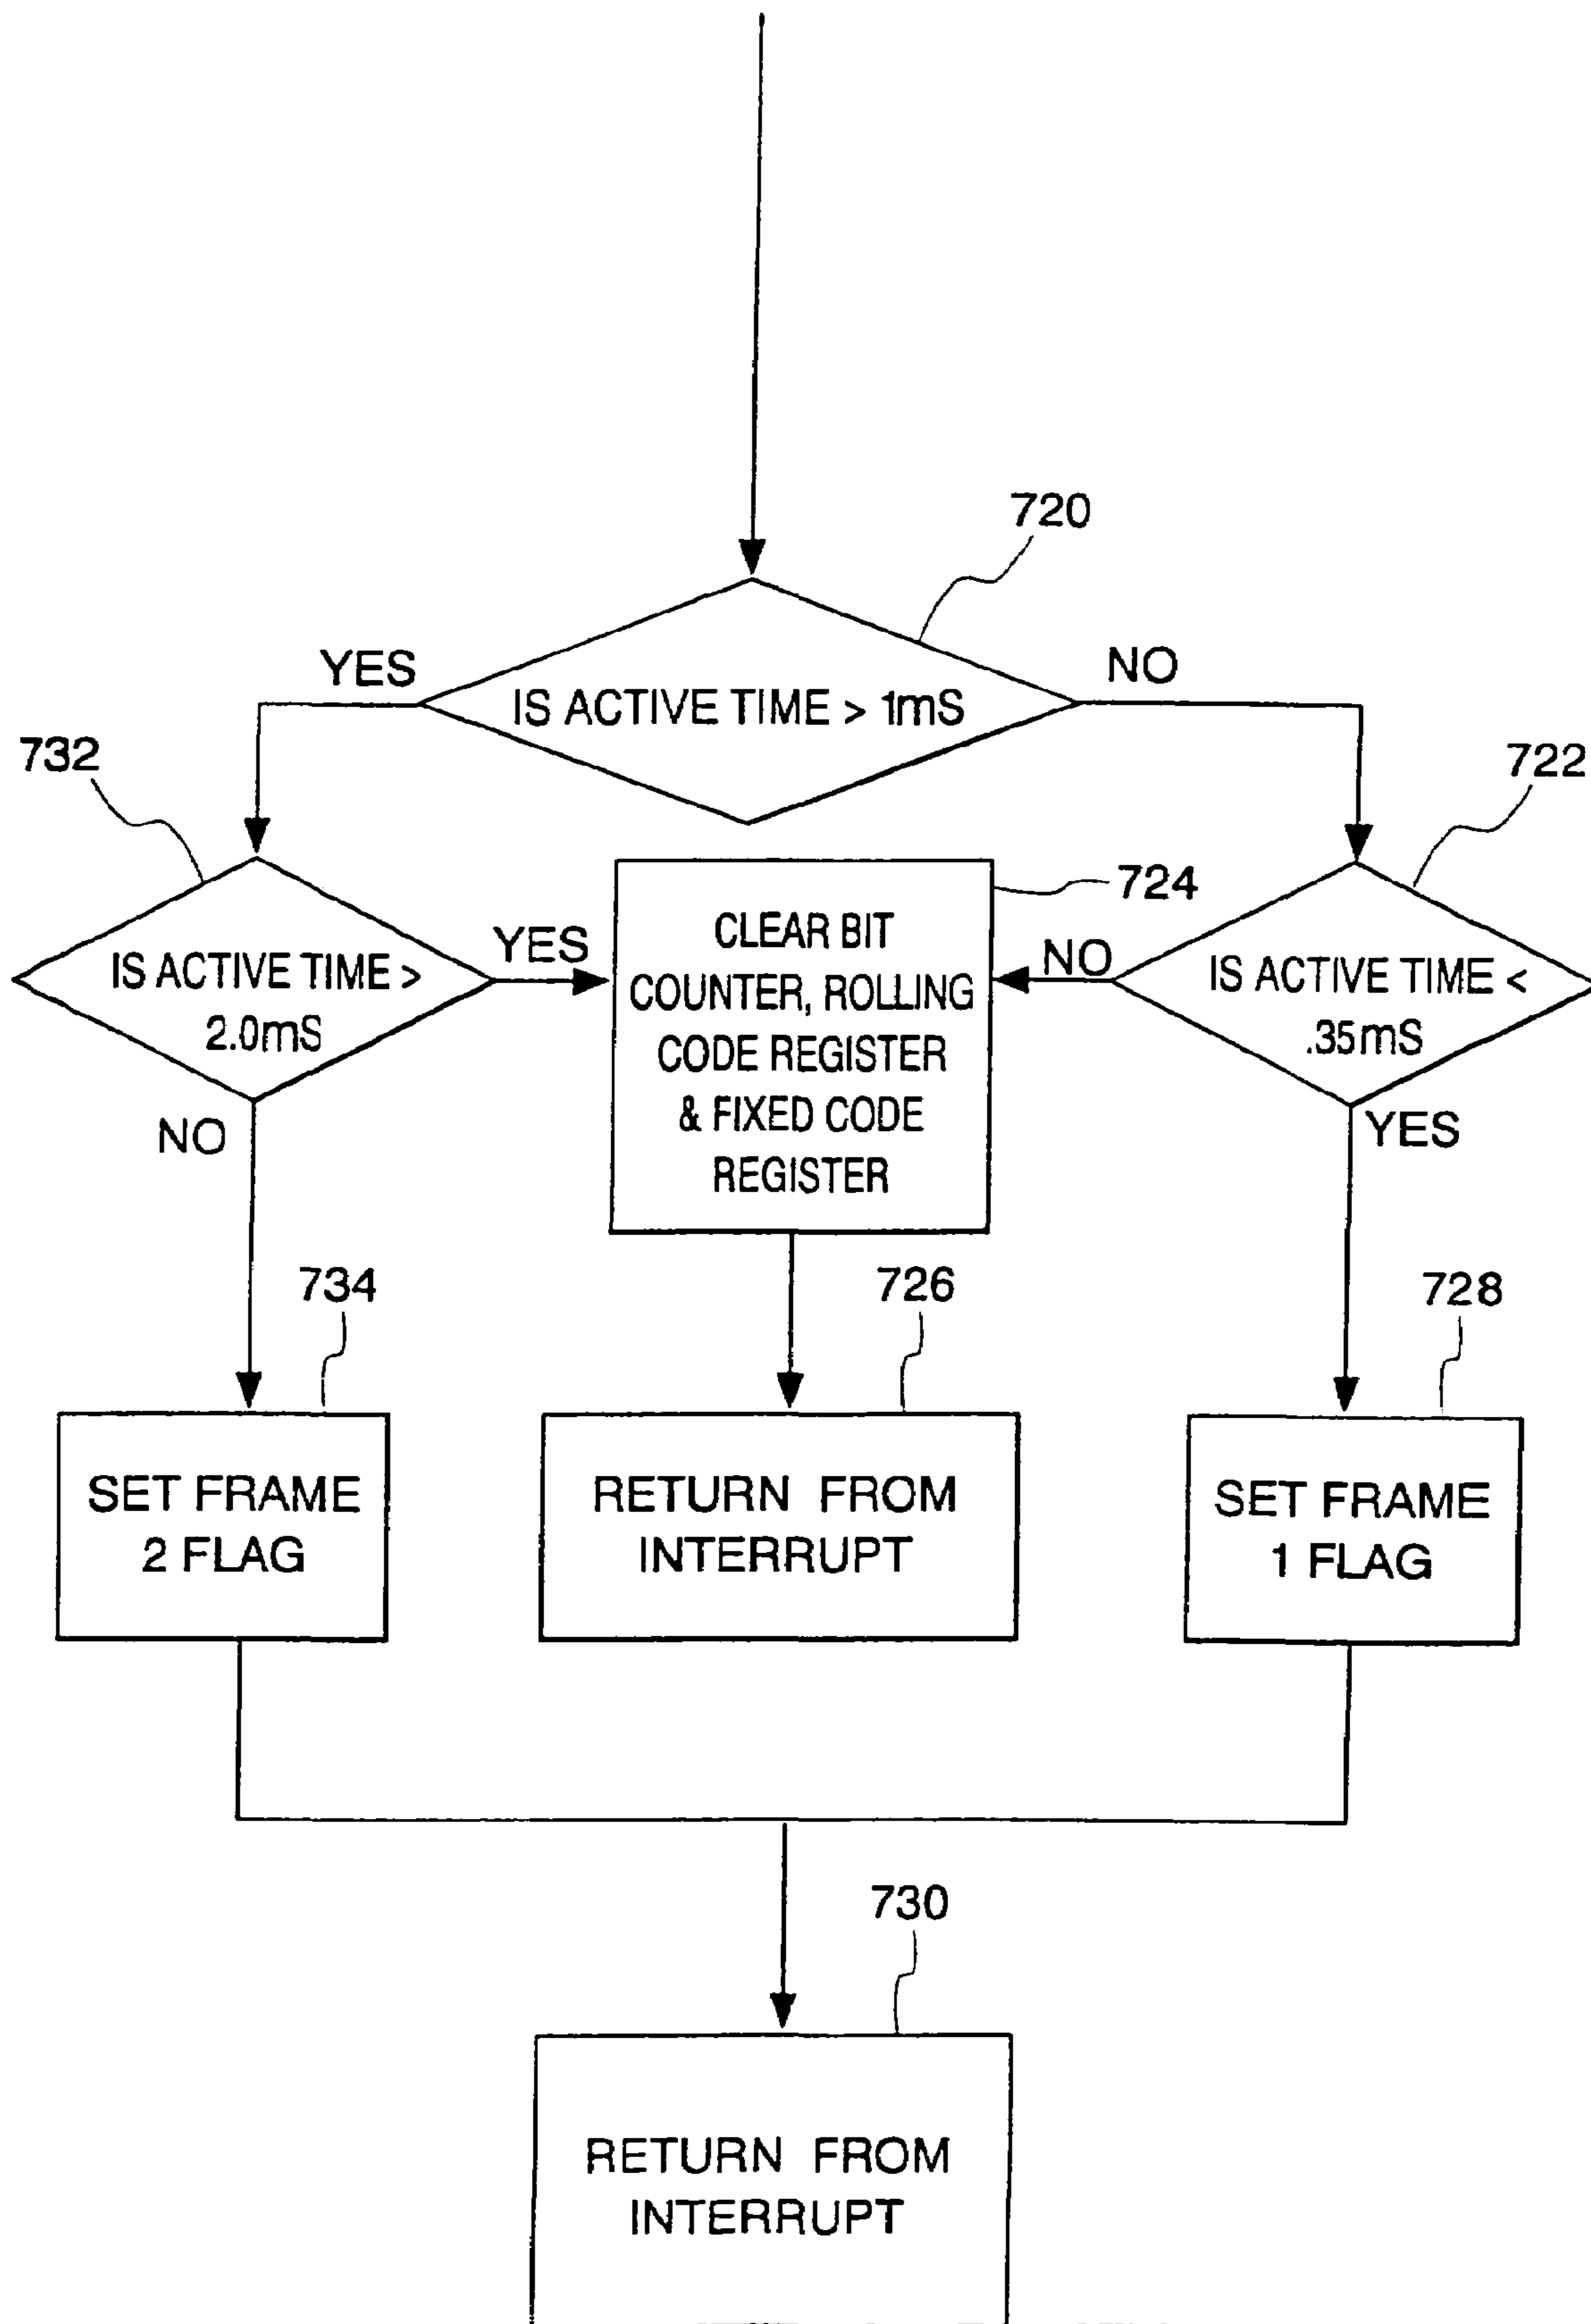 720
YES
NO
IS ACTIVE TIME > 1mS
732
722
724
CLEAR BIT
COUNTER, ROLLING
CODE REGISTER
& FIXED CODE
REGISTER
YES
NO
IS ACTIVE TIME >
2.0mS
IS ACTIVE TIME <
.35mS
NO
YES
734
726
728
SET FRAME
2 FLAG
RETURN FROM
INTERRUPT
SET FRAME
1 FLAG
730
RETURN FROM
INTERRUPT